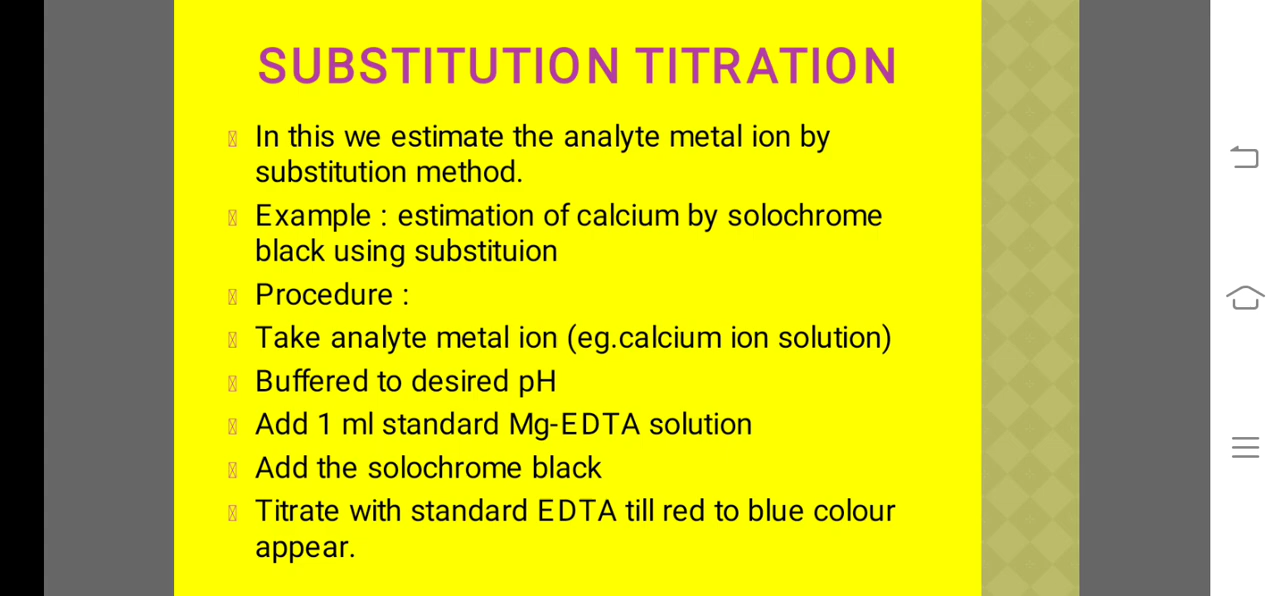 SUBSTITUTION TITRATION
In this we estimate the analyte metal ion by
substitution method.
Example : estimation of calcium by solochrome
black using substituion
Procedure :
Take analyte metal ion (eg.calcium ion solution)
Buffered to desired pH
Add 1 ml standard Mg-EDTA solution
Add the solochrome black
Titrate with standard EDTA till red to blue colour
appear.